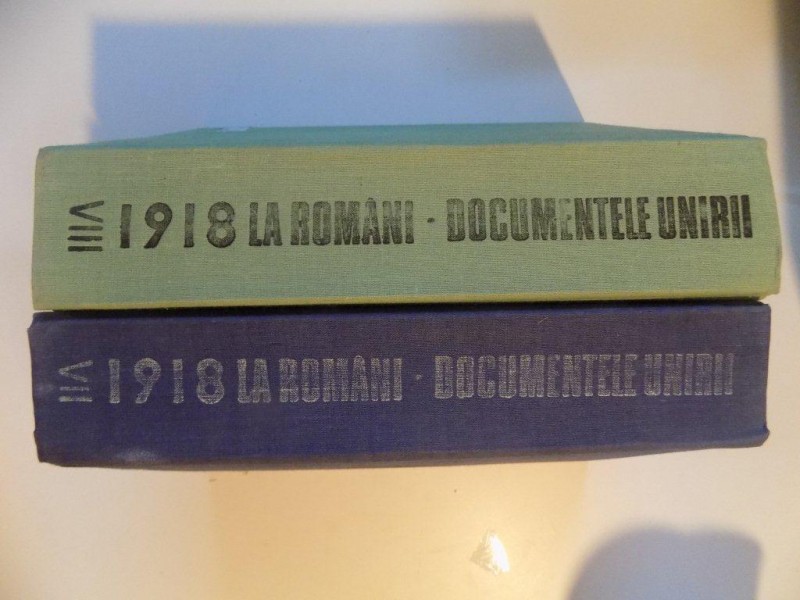 VIII 1918 LA ROMÂNI · DOCUMENTELE UNIRII
VII 1918 LA ROMÂNI · DOCUMENTELE UNIRII